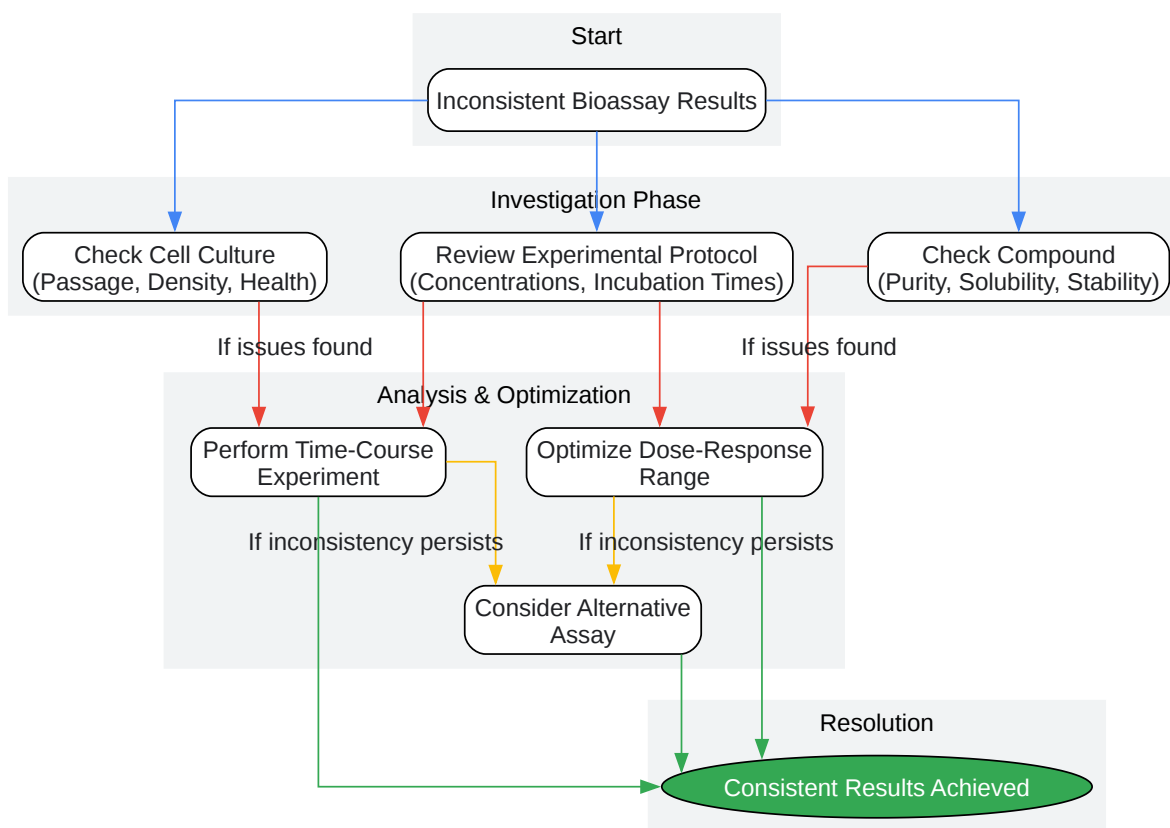 Start
Inconsistent Bioassay Results
Investigation Phase
Check Cell Culture
(Passage, Density, Health)
Review Experimental Protocol
(Concentrations, Incubation Times)
Check Compound
(Purity, Solubility, Stability)
If issues found
If issues found
Analysis & Optimization
Perform Time-Course
Experiment
Optimize Dose-Response
Range
If inconsistency persists
If inconsistency persists
Consider Alternative
Assay
Resolution
Consistent Results Achieved